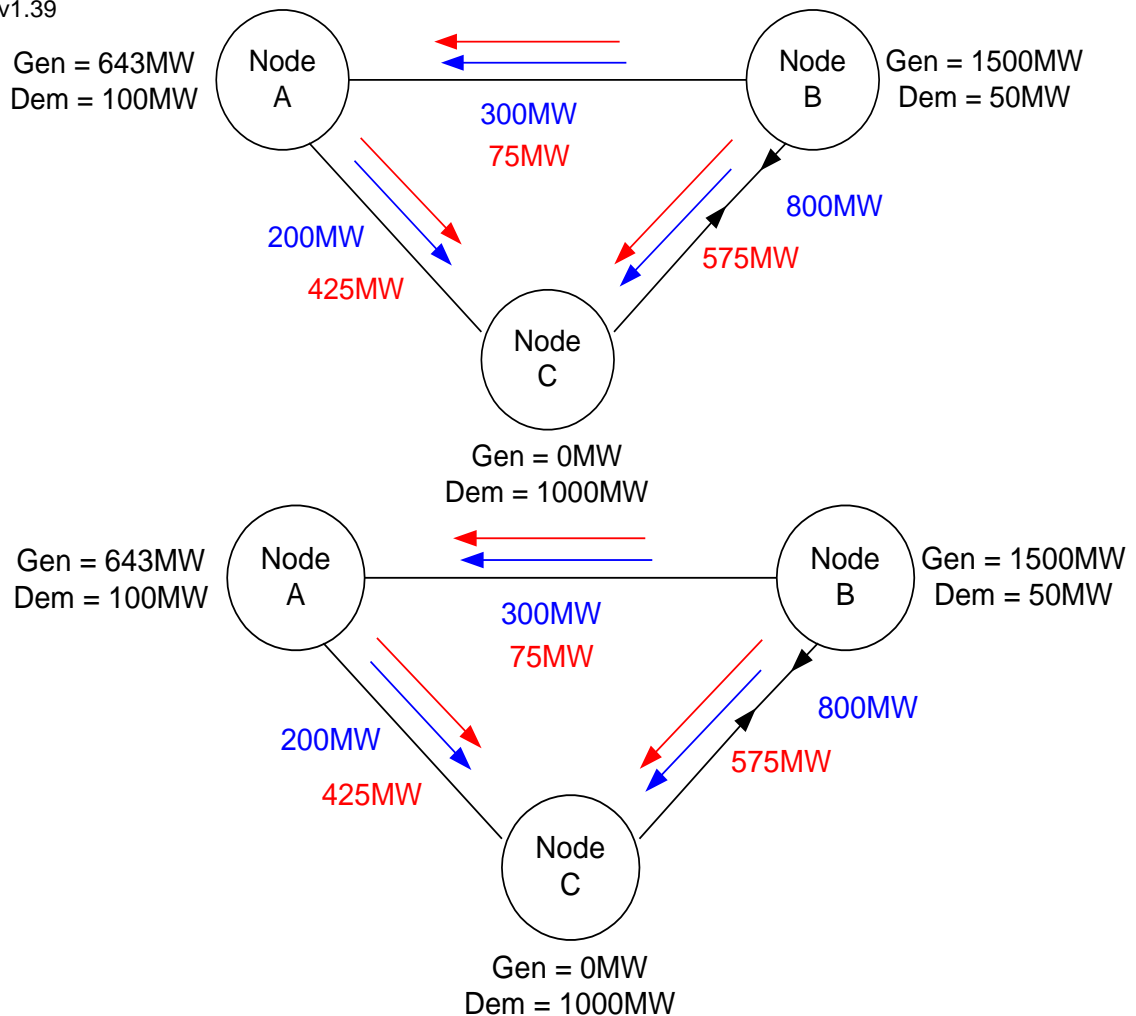 v1.39
Gen = 643MW
Dem = 100MW
Node
A
Node
B
Gen = 1500MW
Dem = 50MW
300MW
75MW
200MW
425MW
800MW
575MW
Node
C
Gen = 0MW
Dem = 1000MW
Gen = 643MW
Dem = 100MW
Node
A
Node
B
Gen = 1500MW
Dem = 50MW
300MW
75MW
200MW
425MW
800MW
575MW
Node
C
Gen = 0MW
Dem = 1000MW